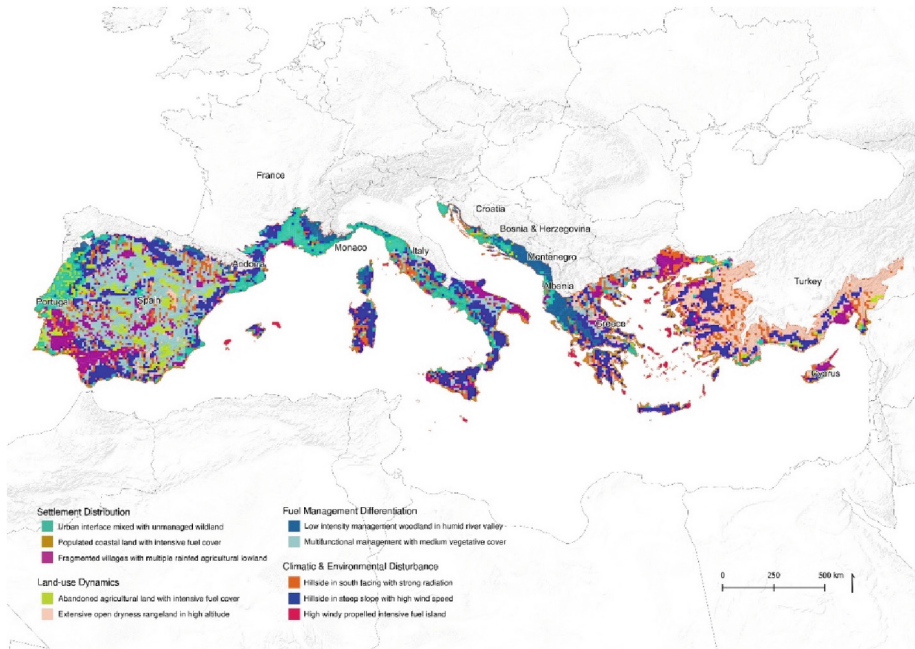 France
Croatia
Bosnia & Herzegovina
Monaco
Italy
Montenegro
Andorra
Albania
Portugal
Spain
Turkey
Greece
Cyprus
Settlement Distribution
Urban interface mixed with unmanaged wildland
Populated coastal land with intensive fuel cover
Fragmented villages with multiple rainfed agricultural lowland
Land-use Dynamics
Abandoned agricultural land with intensive fuel cover
Extensive open dryness rangeland in high altitude
Fuel Management Differentiation
Low intensity management woodland in humid river valley
Multifunctional management with medium vegetative cover
Climatic & Environmental Disturbance
Hillside in south facing with strong radiation
Hillside in steep slope with high wind speed
High windy propelled intensive fuel island
0 250 500 km